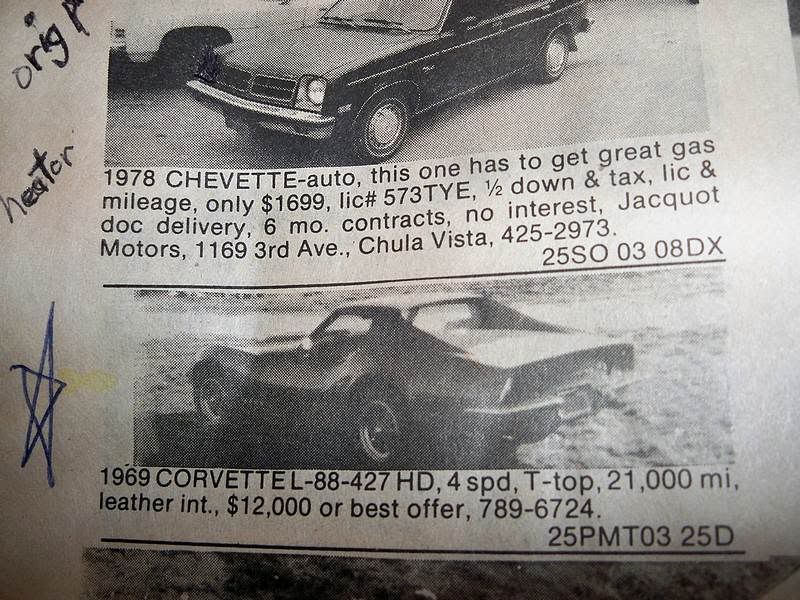 orig
heator
1978 CHEVETTE-auto, this one has to get great gas
mileage, only $1699, lic# 573TYE, ½ down & tax, lic &
doc delivery, 6 mo. contracts, no interest, Jacquot
Motors, 1169 3rd Ave., Chula Vista, 425-2973.
25SO 03 08DX
1969 CORVETTE L-88-427 HD, 4 spd, T-top, 21,000 mi,
leather int., $12,000 or best offer, 789-6724.
25PMT03 25D